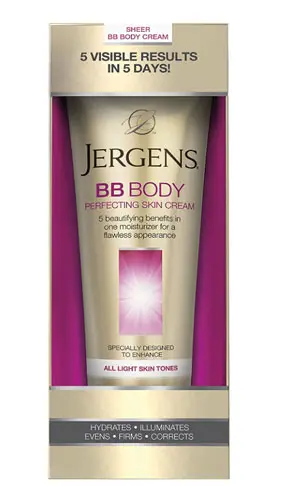 SHEER
BB BODY CREAM
5 VISIBLE RESULTS
IN 5 DAYS!
JERGENS®
BB BODY
PERFECTING SKIN CREAM
5 beautifying benefits in
one moisturizer for a
flawless appearance
SPECIALLY DESIGNED
TO ENHANCE
ALL LIGHT SKIN TONES
HYDRATES • ILLUMINATES
EVENS • FIRMS • CORRECTS